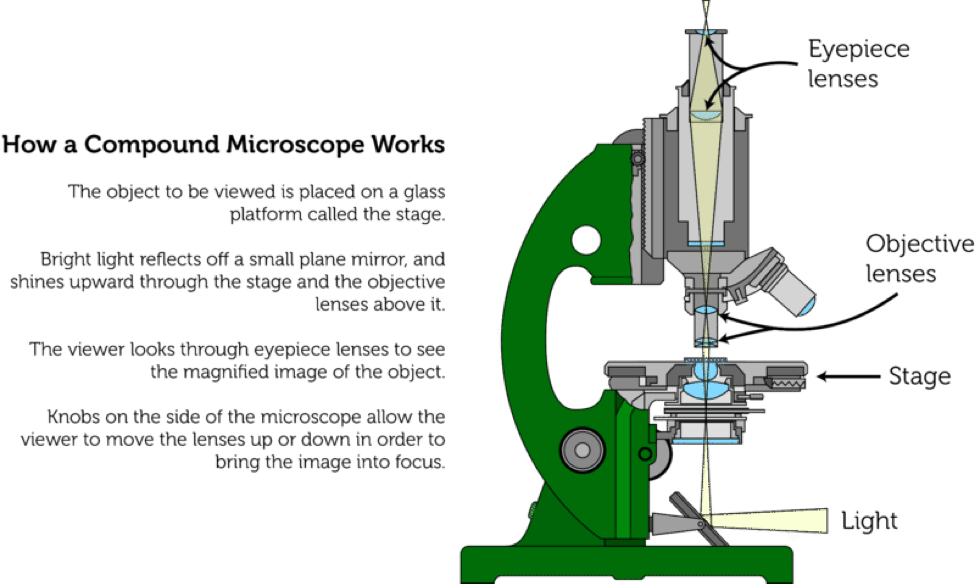 How a Compound Microscope Works
The object to be viewed is placed on a glass
platform called the stage.
Bright light reflects off a small plane mirror, and
shines upward through the stage and the objective
lenses above it.
The viewer looks through eyepiece lenses to see
the magnified image of the object.
Knobs on the side of the microscope allow the
viewer to move the lenses up or down in order to
bring the image into focus.
Eyepiece
lenses
Objective
lenses
Stage
Light